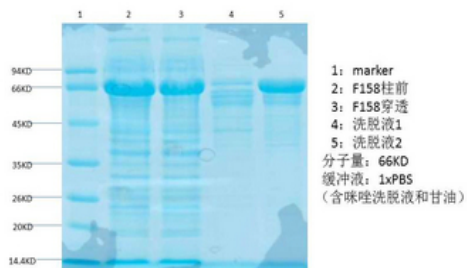 1 2 3 4 5
94KD
66KD
45KD
35KD
26KD
20KD
14.4KD
1：marker
2：F158柱前
3：F158穿透
4：洗脱液1
5：洗脱液2
分子量：66KD
缓冲液：1xPBS
（含咪唑洗脱液和甘油）